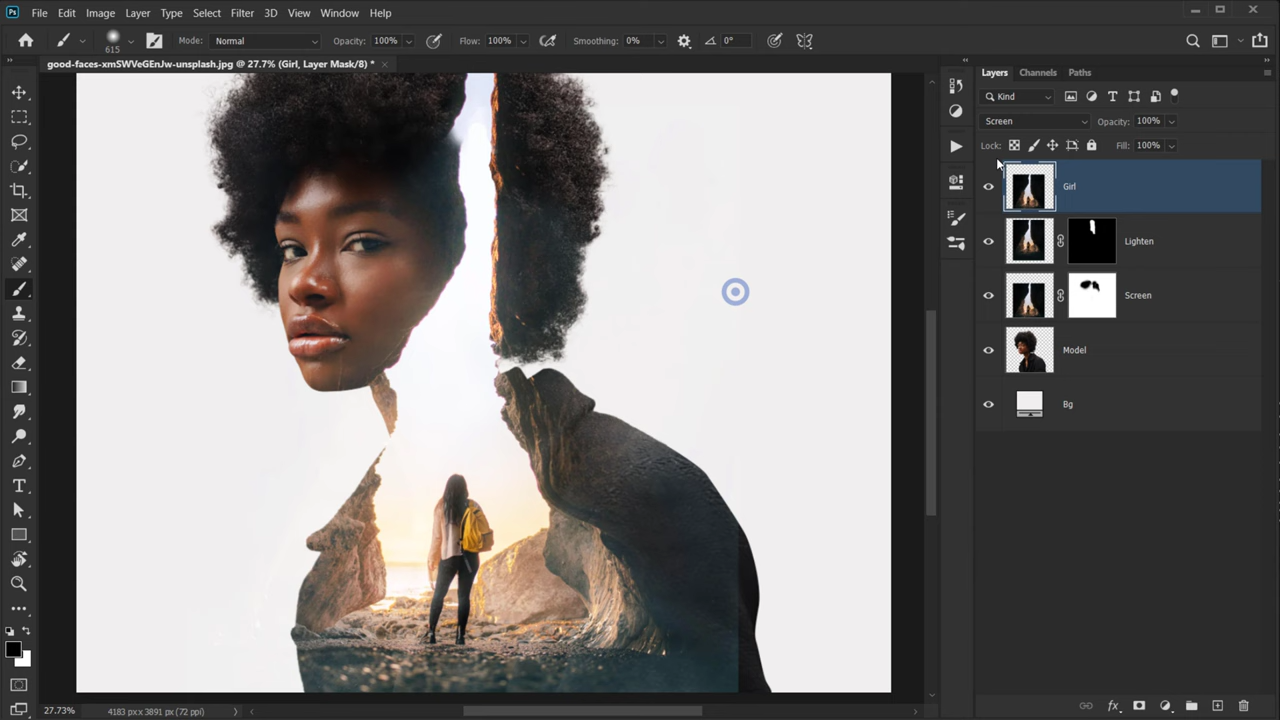 Ps File Edit Image Layer Type Select Filter 3D View Window Help
615 Mode: Normal Opacity: 100% Flow: 100% Smoothing: 0% 0°
good-faces-xmSWVeGEnJw-unsplash.jpg @ 27.7% (Girl, Layer Mask/8) * ×
Layers Channels Paths
Kind
Screen Opacity: 100%
Lock: Fill: 100%
Girl
Lighten
Screen
Model
Bg
27.73% 4183 px x 3891 px (72 ppi)